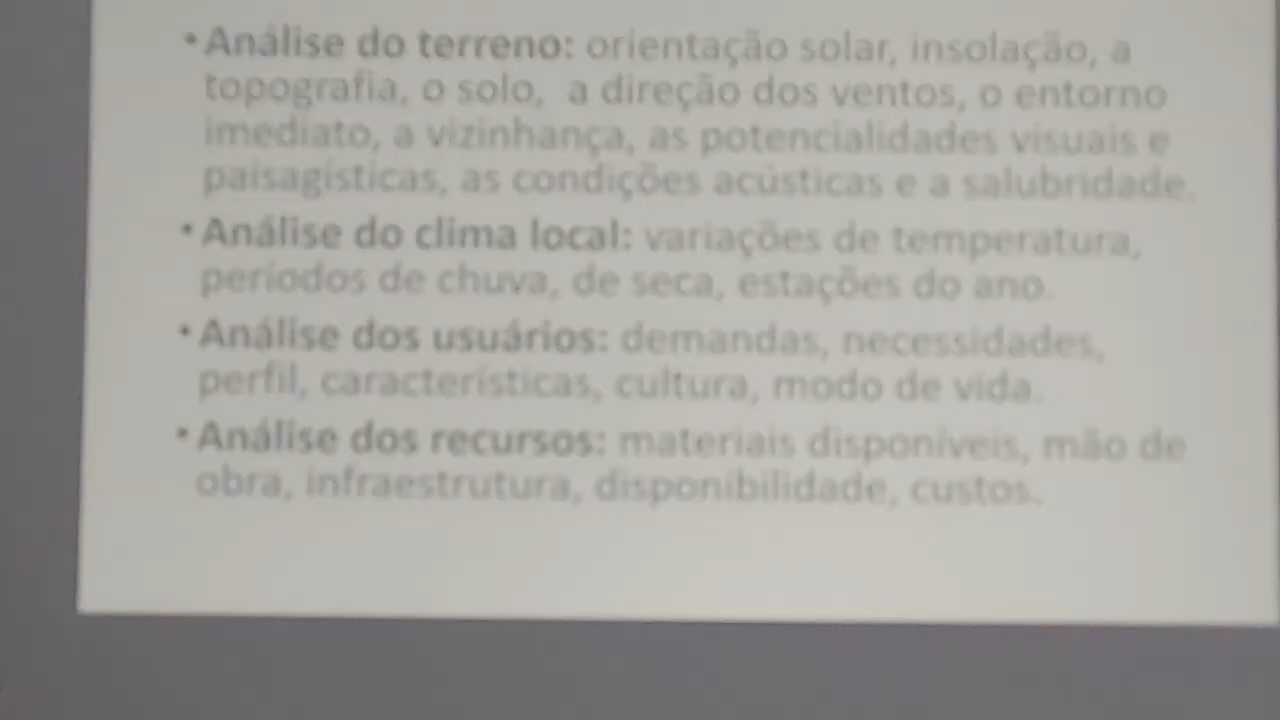 • Análise do terreno: orientação solar, insolação, a
topografia, o solo, a direção dos ventos, o entorno
imediato, a vizinhança, as potencialidades visuais e
paisagísticas, as condições acústicas e a salubridade.
• Análise do clima local: variações de temperatura,
períodos de chuva, de seca, estações do ano.
• Análise dos usuários: demandas, necessidades,
perfil, características, cultura, modo de vida.
• Análise dos recursos: materiais disponíveis, mão de
obra, infraestrutura, disponibilidade, custos.